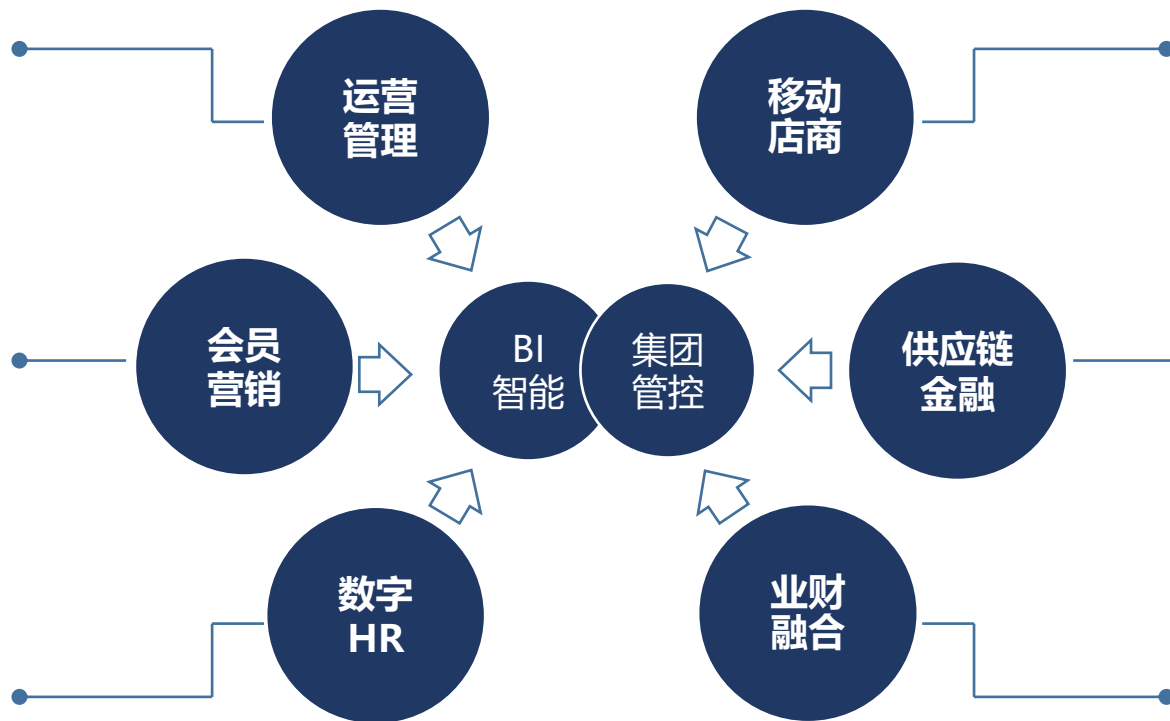 运营
管理
移动
店商
会员
营销
BI
智能
集团
管控
供应链
金融
数字
HR
业财
融合